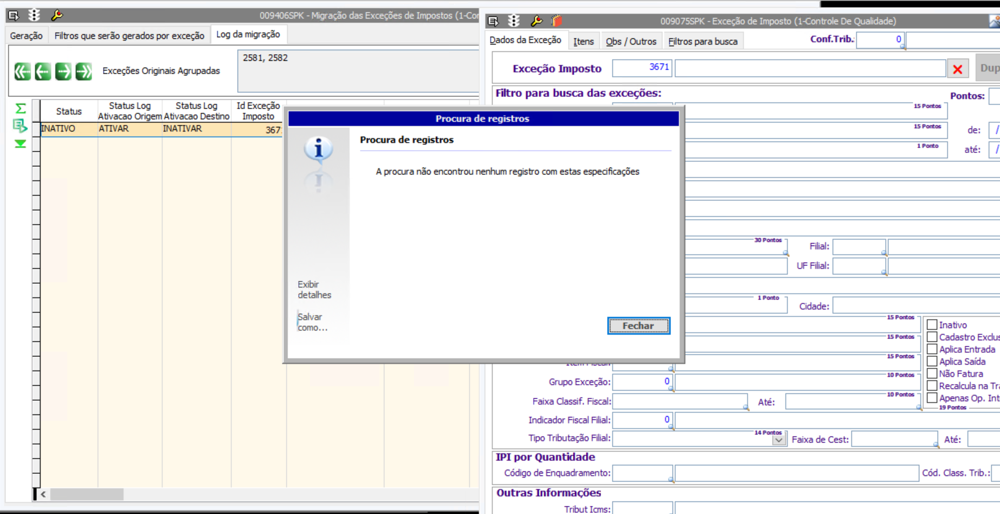 009406SPK - Migração das Exceções de Impostos (1-Con
Geração
Filtros que serão gerados por exceção
Log da migração
Exceções Originais Agrupadas
2581, 2582
Status
Status Log
Ativacao Origem
Status Log
Ativacao Destino
Id Exceção
Imposto
INATIVO
ATIVAR
INATIVAR
367
009075SPK - Exceção de Imposto (1-Controle De Qualidade)
Dados da Exceção
Itens
Obs / Outros
Filtros para busca
Conf.Trib.:
0
Exceção Imposto
3671
Dup
Filtro para busca das exceções:
Pontos:
15 Pontos
15 Pontos
de: /
1 Ponto
até: /
Procura de registros
Procura de registros
A procura não encontrou nenhum registro com estas especificações
Exibir
detalhes
Salvar
como...
Fechar
30 Pontos
Filial:
UF Filial:
1 Ponto
Cidade:
15 Pontos
15 Pontos
15 Pontos
Inativo
Cadastro Exclus
Aplica Entrada
Aplica Saída
Não Fatura
Recalcula na Tra
Apenas Op. Int
19 Pontos
Item Fiscal:
Grupo Exceção:
0
10 Pontos
Faixa Classif. Fiscal:
Até:
10 Pontos
Indicador Fiscal Filial:
0
Tipo Tributação Filial:
14 Pontos
Faixa de Cest:
Até:
IPI por Quantidade
Código de Enquadramento:
Cód. Class. Trib.:
Outras Informações
Tribut Icms: